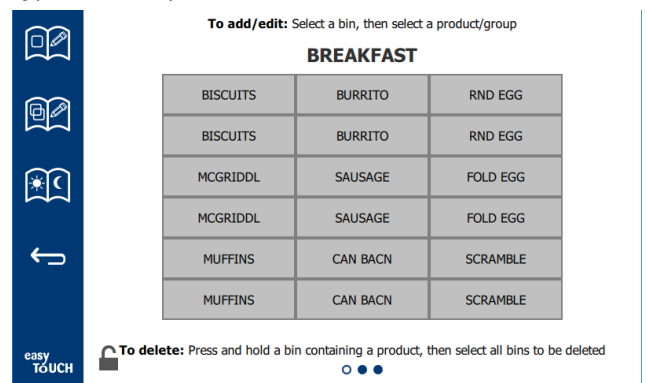 To add/edit: Select a bin, then select a product/group
BREAKFAST
BISCUITS BURRITO RND EGG
BISCUITS BURRITO RND EGG
MCGRIDDL SAUSAGE FOLD EGG
MCGRIDDL SAUSAGE FOLD EGG
MUFFINS CAN BACN SCRAMBLE
MUFFINS CAN BACN SCRAMBLE
To delete: Press and hold a bin containing a product, then select all bins to be deleted
easy
TOUCH